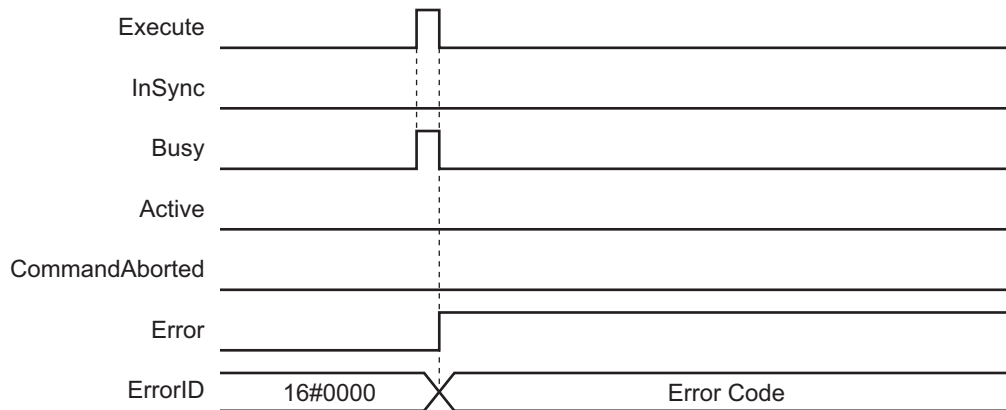 Execute
InSync
Busy
Active
CommandAborted
Error
ErrorID 16#0000 Error Code